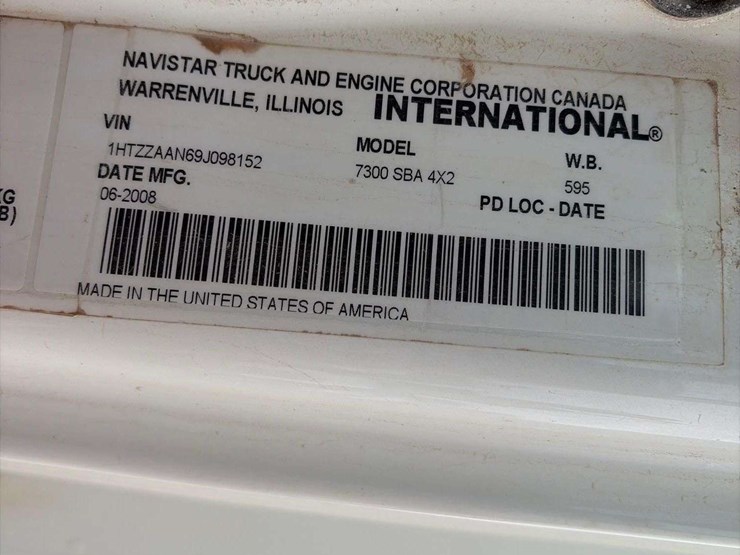 NAVISTAR TRUCK AND ENGINE CORPORATION CANADA
WARRENVILLE, ILLINOIS INTERNATIONAL®
VIN MODEL W.B.
1HTZZAAN69J098152 7300 SBA 4X2 595
DATE MFG. PD LOC - DATE
06-2008
MADE IN THE UNITED STATES OF AMERICA
KG
B)